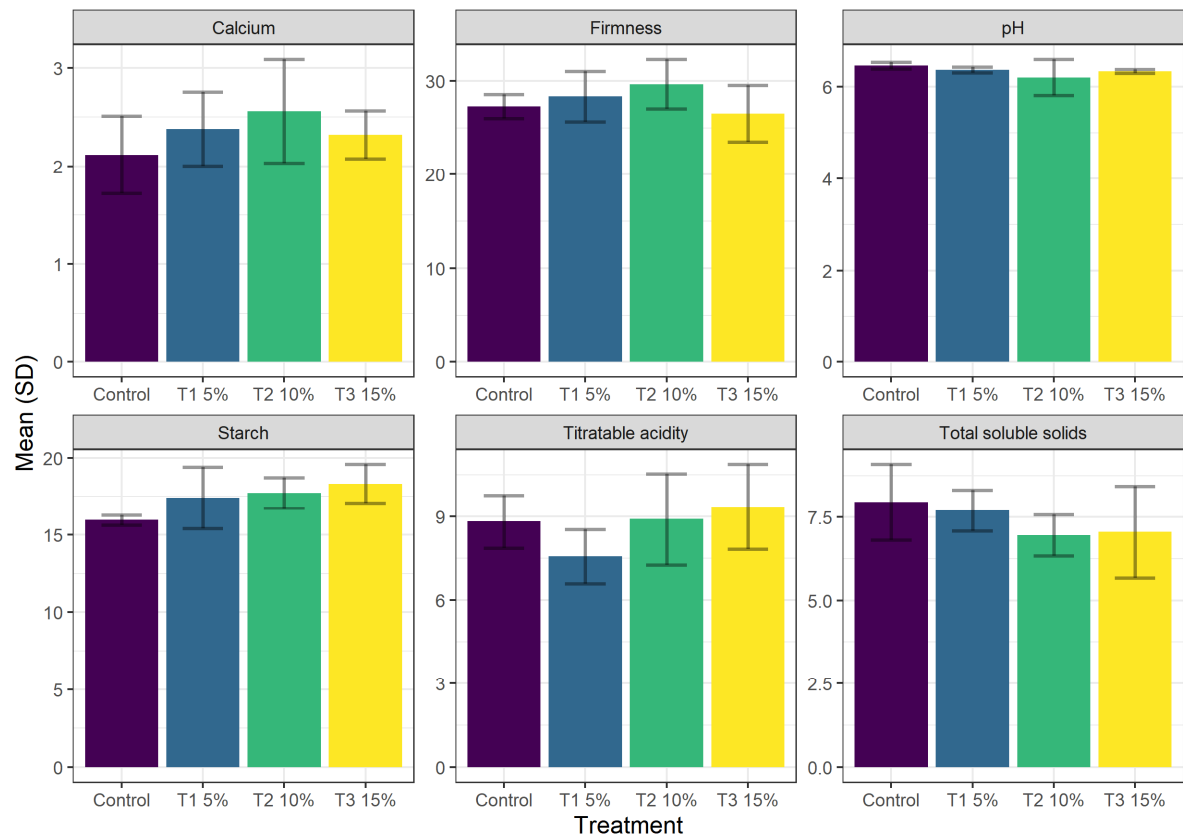 Calcium
Firmness
pH
3
2
1
0
30
20
10
0
6
4
2
0
Control T1 5% T2 10% T3 15%
Control T1 5% T2 10% T3 15%
Control T1 5% T2 10% T3 15%
Mean (SD)
Starch
Titratable acidity
Total soluble solids
20
15
10
5
0
9
6
3
0
7.5
5.0
2.5
0.0
Control T1 5% T2 10% T3 15%
Control T1 5% T2 10% T3 15%
Control T1 5% T2 10% T3 15%
Treatment